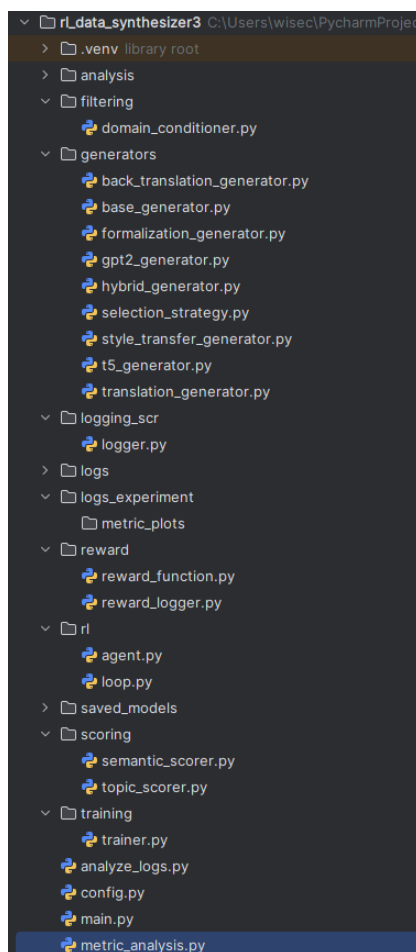 rl_data_synthesizer3 C:\Users\wisec\PycharmProjec
.venv library root
analysis
filtering
domain_conditioner.py
generators
back_translation_generator.py
base_generator.py
formalization_generator.py
gpt2_generator.py
hybrid_generator.py
selection_strategy.py
style_transfer_generator.py
t5_generator.py
translation_generator.py
logging_scr
logger.py
logs
logs_experiment
metric_plots
reward
reward_function.py
reward_logger.py
rl
agent.py
loop.py
saved_models
scoring
semantic_scorer.py
topic_scorer.py
training
trainer.py
analyze_logs.py
config.py
main.py
metric_analysis.py